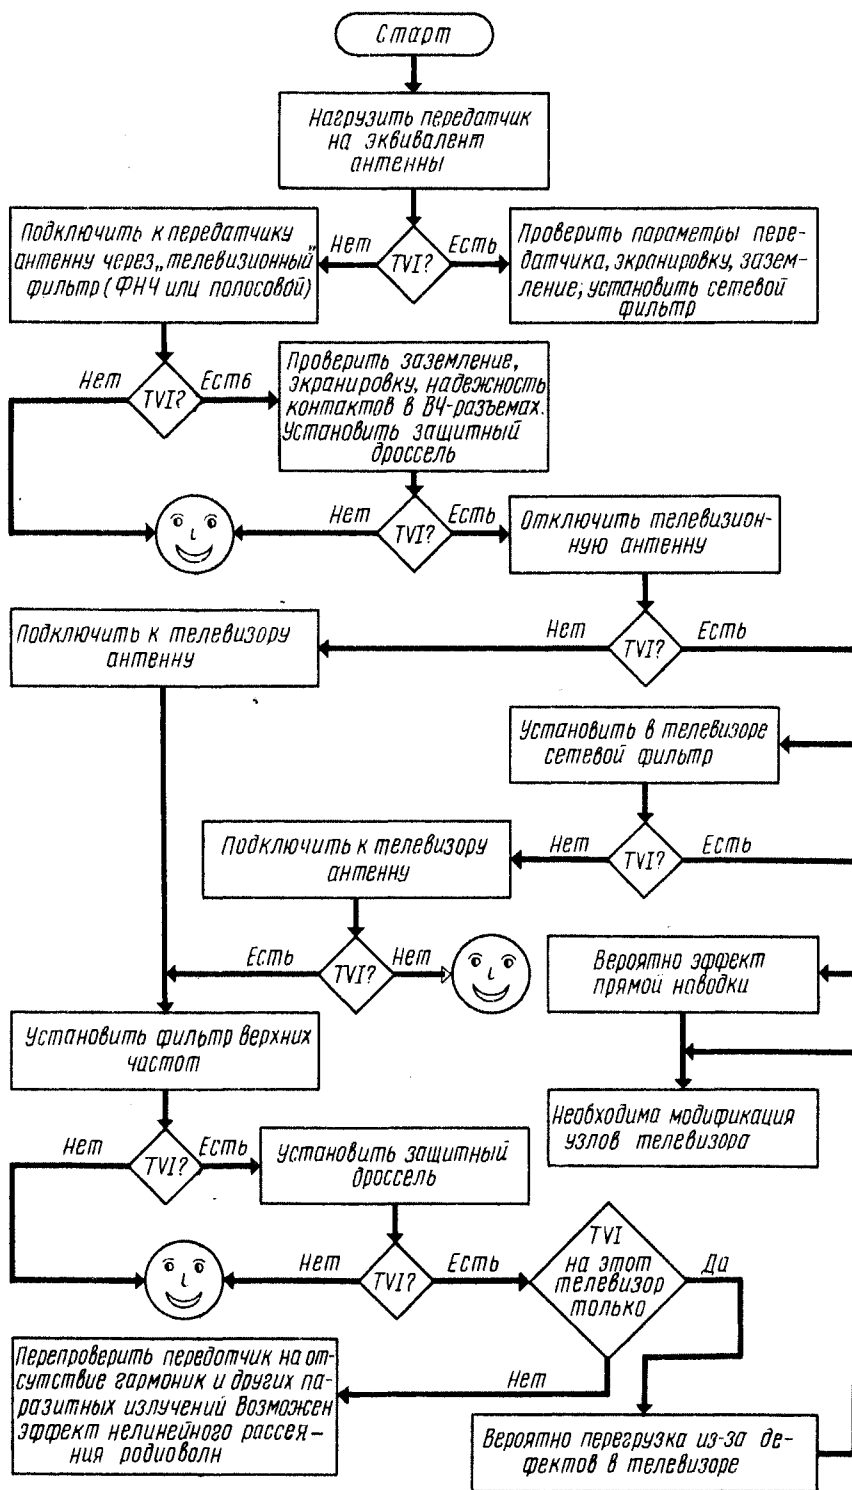 Старт
Нагрузить передатчик
на эквивалент
антенны
Подключить к передатчику
антенну через „телевизионный„
фильтр (ФНЧ или полосовой)
Нет
TVI?
Есть
Проверить параметры пере-
датчика, экранировку, зазем-
ление, установить сетевой
фильтр
Нет
TVI?
Есть
Проверить заземление,
экранировку, надежность
контактов в ВЧ-разъемах.
Установить защитный
дроссель
Нет
TVI?
Есть
Отключить телевизион-
ную антенну
Подключить к телевизору
антенну
Нет
TVI?
Есть
Установить в телевизоре
сетевой фильтр
Подключить к телевизору
антенну
Нет
TVI?
Есть
Есть
TVI?
Нет
Вероятно эффект
прямой наводки
Установить фильтр верхних
частот
Необходима модификация
узлов телевизора
Нет
TVI?
Есть
Установить защитный
дроссель
Нет
TVI?
Есть
TVI
на этот
телевизор
только
Да
Нет
Перепроверить передотчик на от-
сутствие гармоник и других па-
разитных излучений Возможен
эффект нелинейного рассея-
ния родиоволн
Вероятно перегрузка из-за де-
фектов в телевизоре